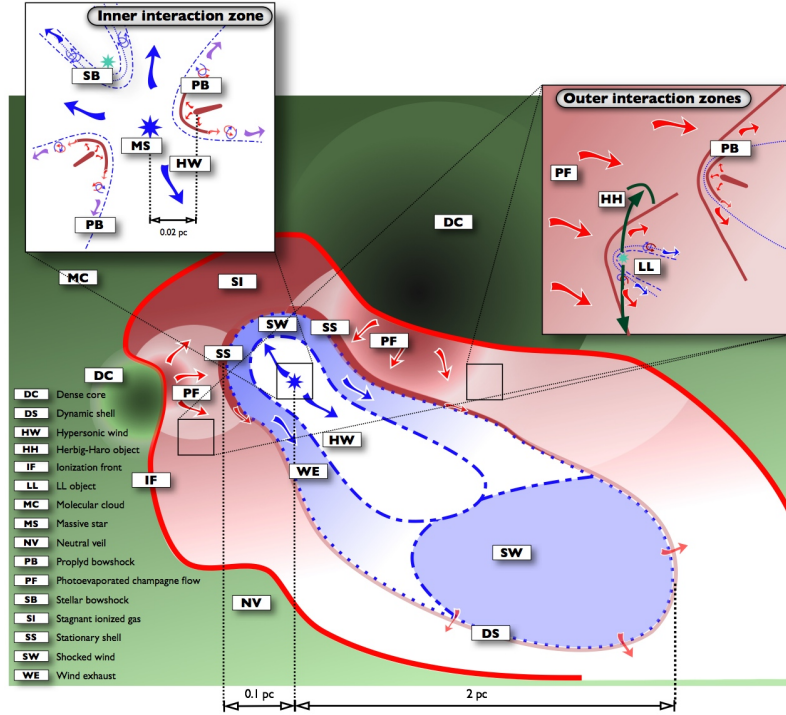 Inner interaction zone
SB
PB
MS
HW
PB
0.02 pc
Outer interaction zones
PB
PF
HH
LL
DC
MC
SI
SW
SS
SS
PF
DC
PF
HW
WE
IF
SW
NV
DS
DC Dense core
DS Dynamic shell
HW Hypersonic wind
HH Herbig-Haro object
IF Ionization front
LL LL object
MC Molecular cloud
MS Massive star
NV Neutral veil
PB Proplyd bowshock
PF Photoevaporated champagne flow
SB Stellar bowshock
SI Stagnant ionized gas
SS Stationary shell
SW Shocked wind
WE Wind exhaust
0.1 pc
2 pc